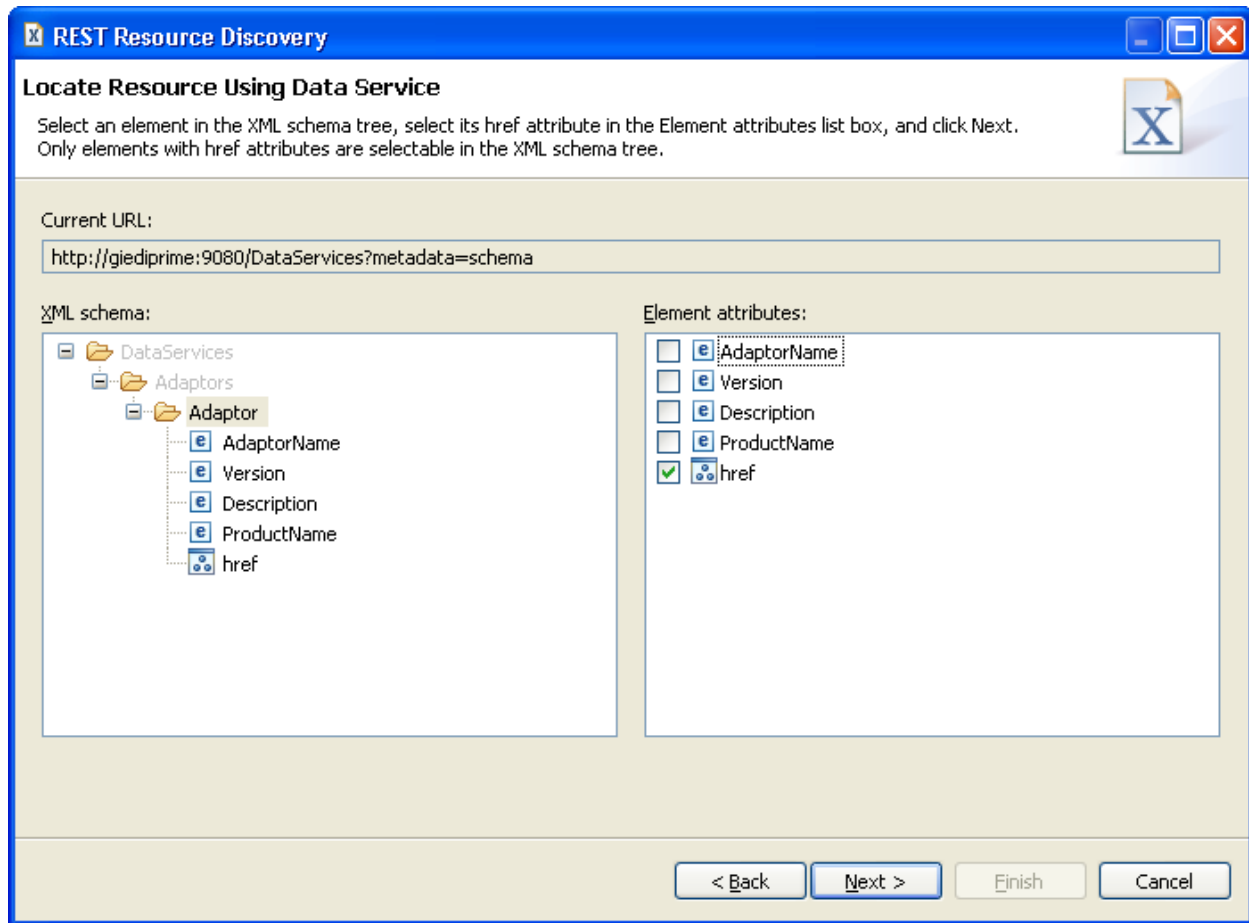 REST Resource Discovery
Locate Resource Using Data Service
Select an element in the XML schema tree, select its href attribute in the Element attributes list box, and click Next.
Only elements with href attributes are selectable in the XML schema tree.
X
Current URL:
http://giediprime:9080/DataServices?metadata=schema
XML schema:
DataServices
Adaptors
Adaptor
e AdaptorName
e Version
e Description
e ProductName
href
Element attributes:
e AdaptorName
e Version
e Description
e ProductName
href
< Back
Next >
Finish
Cancel